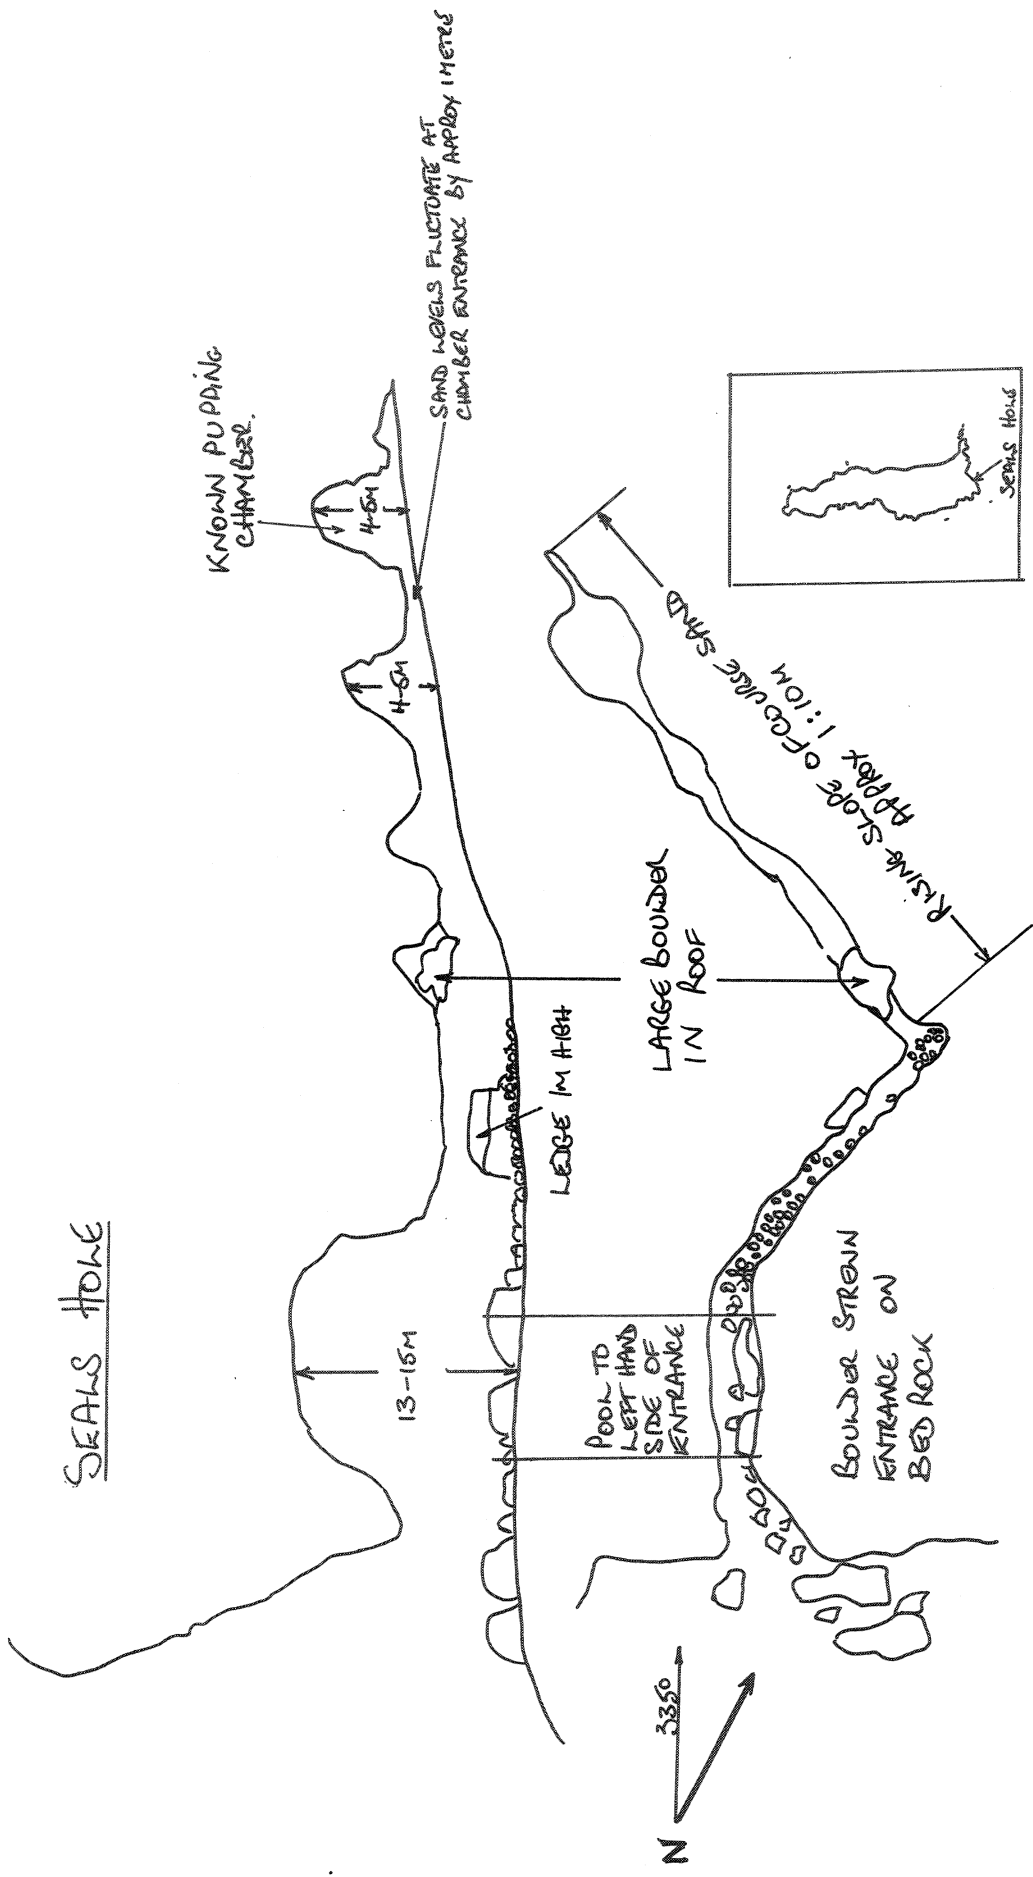 SEALS HOLE
KNOWN PUPPING
CHAMBER.
13-15M
4-5M
4-5M
SAND LEVELS FLUCTUATE AT
CHAMBER ENTRANCE BY APPROX 1 METRE
LEDGE 1M HIGH
LARGE BOULDER
IN ROOF
POOL TO
LEFT HAND
SIDE OF
ENTRANCE
RISING SLOPE OF COURSE SAND
APPROX 1:10M
BOULDER STREWN
ENTRANCE ON
BED ROCK
N
3350
SEALS HOLE